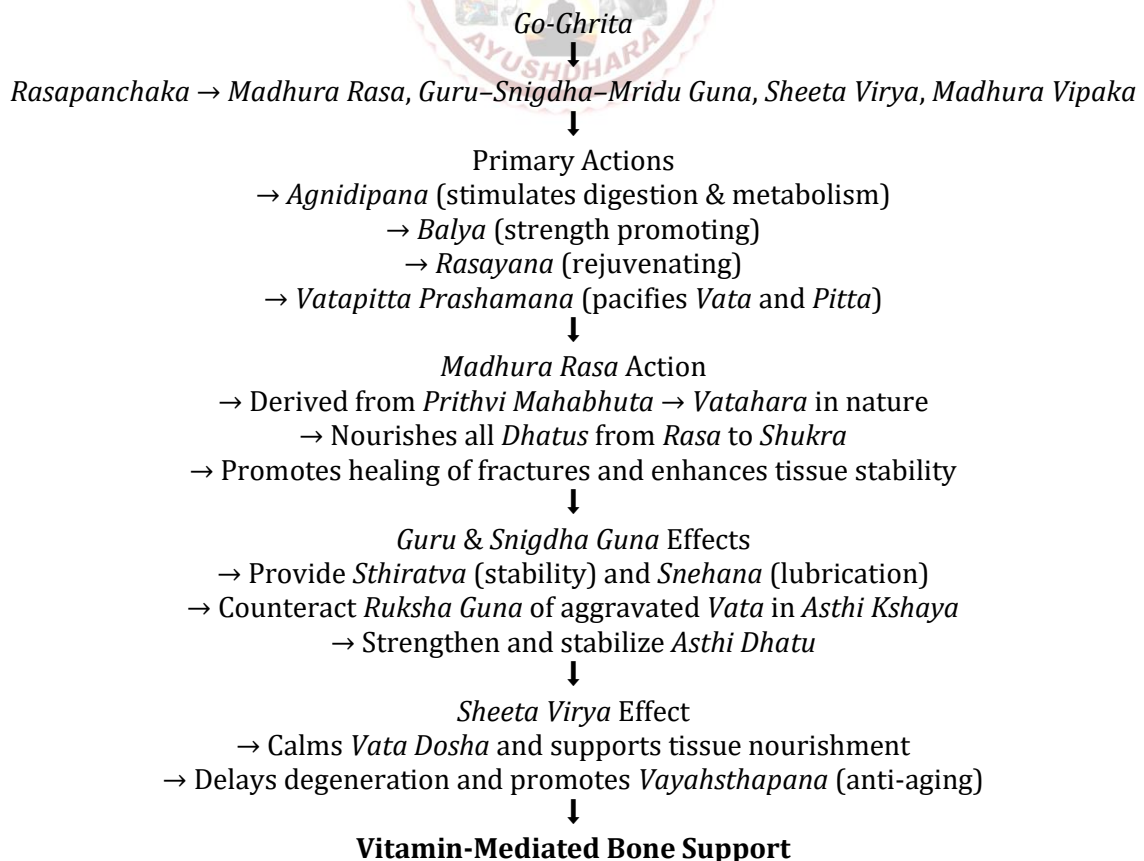 AYUSHDHARA
Go-Ghrita
Rasapanchaka → Madhura Rasa, Guru–Snigdha–Mridu Guna, Sheeta Virya, Madhura Vipaka
Primary Actions
→ Agnidipana (stimulates digestion & metabolism)
→ Balya (strength promoting)
→ Rasayana (rejuvenating)
→ Vatapitta Prashamana (pacifies Vata and Pitta)
Madhura Rasa Action
→ Derived from Prithvi Mahabhuta → Vatahara in nature
→ Nourishes all Dhatus from Rasa to Shukra
→ Promotes healing of fractures and enhances tissue stability
Guru & Snigdha Guna Effects
→ Provide Sthiratva (stability) and Snehana (lubrication)
→ Counteract Ruksha Guna of aggravated Vata in Asthi Kshaya
→ Strengthen and stabilize Asthi Dhatu
Sheeta Virya Effect
→ Calms Vata Dosha and supports tissue nourishment
→ Delays degeneration and promotes Vayahsthapana (anti-aging)
Vitamin-Mediated Bone Support